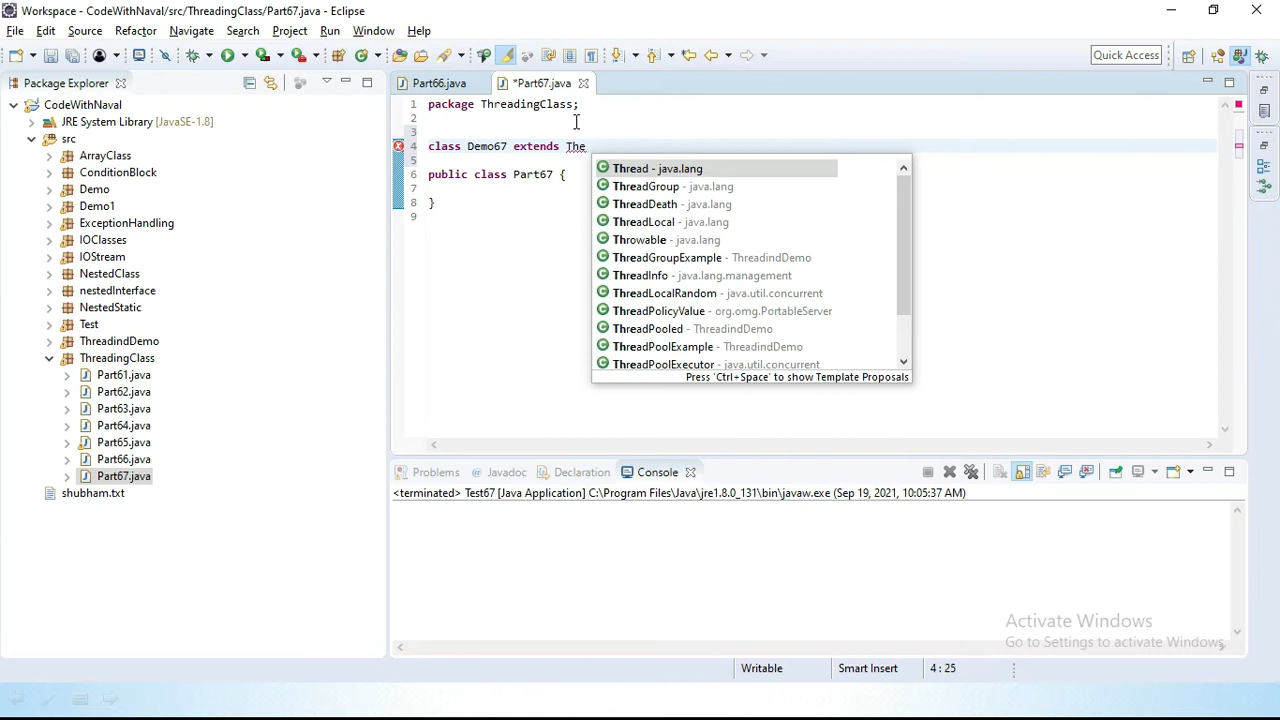 Workspace - CodeWithNaval/src/ThreadingClass/Part67.java - Eclipse
File Edit Source Refactor Navigate Search Project Run Window Help
Quick Access
Package Explorer
CodeWithNaval
JRE System Library [JavaSE-1.8]
src
ArrayClass
ConditionBlock
Demo
Demo1
ExceptionHandling
IOClasses
IOStream
NestedClass
nestedInterface
NestedStatic
Test
ThreadindDemo
ThreadingClass
Part61.java
Part62.java
Part63.java
Part64.java
Part65.java
Part66.java
Part67.java
shubham.txt
Part66.java *Part67.java
1 package ThreadingClass;
2
3
4 class Demo67 extends The
5
6 public class Part67 {
7
8 }
9
Thread - java.lang
ThreadGroup - java.lang
ThreadDeath - java.lang
ThreadLocal - java.lang
Throwable - java.lang
ThreadGroupExample - ThreadindDemo
ThreadInfo - java.lang.management
ThreadLocalRandom - java.util.concurrent
ThreadPolicyValue - org.omg.PortableServer
ThreadPooled - ThreadindDemo
ThreadPoolExample - ThreadindDemo
ThreadPoolExecutor - java.util.concurrent
Press 'Ctrl+Space' to show Template Proposals
Problems Javadoc Declaration Console
<terminated> Test67 [Java Application] C:\Program Files\Java\jre1.8.0_131\bin\javaw.exe (Sep 19, 2021, 10:05:37 AM)
Activate Windows
Go to Settings to activate Windows.
Writable Smart Insert 4 : 25